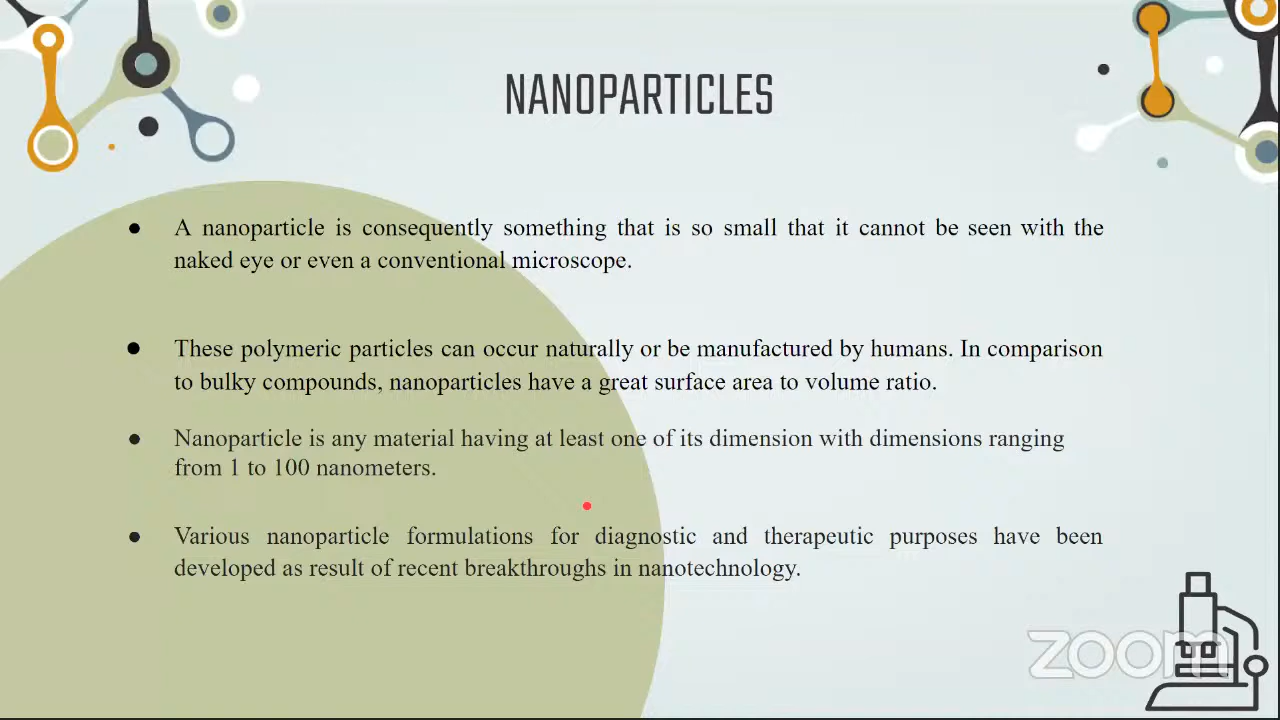 NANOPARTICLES
● A nanoparticle is consequently something that is so small that it cannot be seen with the
naked eye or even a conventional microscope.
● These polymeric particles can occur naturally or be manufactured by humans. In comparison
to bulky compounds, nanoparticles have a great surface area to volume ratio.
● Nanoparticle is any material having at least one of its dimension with dimensions ranging
from 1 to 100 nanometers.
● Various nanoparticle formulations for diagnostic and therapeutic purposes have been
developed as result of recent breakthroughs in nanotechnology.
zoom